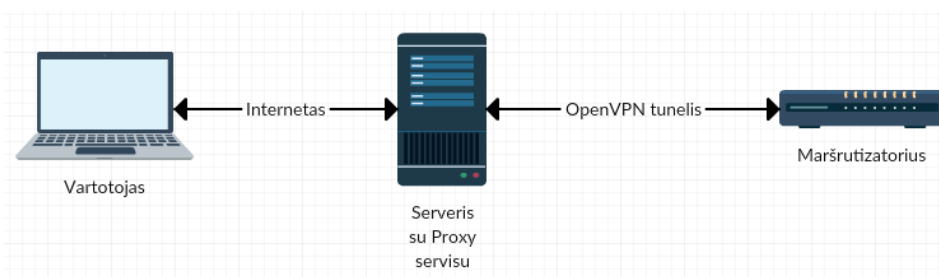 Internetas
OpenVPN tunelis
Maršrutizatorius
Vartotojas
Serveris
su Proxy
servisu